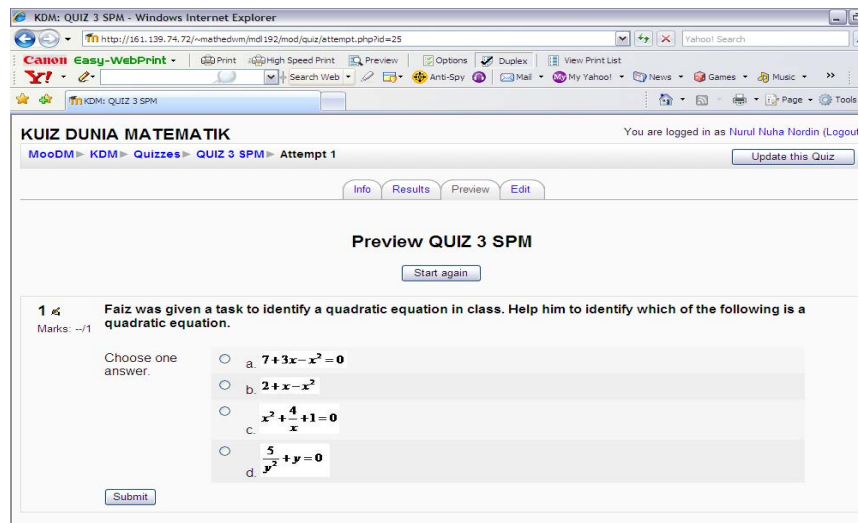 KDM: QUIZ 3 SPM - Windows Internet Explorer
http://161.139.74.72/~mathedwm/mdl192/mod/quiz/attempt.php?id=25
Yahoo! Search
Canon Easy-WebPrint
Print
High Speed Print
Preview
Options
Duplex
View Print List
Y!
Search Web
Anti-Spy
Mail
My Yahoo!
News
Games
Music
KDM: QUIZ 3 SPM
Page
Tools
KUIZ DUNIA MATEMATIK
You are logged in as Nurul Nuha Nordin (Logout
MooDM ► KDM ► Quizzes ► QUIZ 3 SPM ► Attempt 1
Update this Quiz
Info
Results
Preview
Edit
Preview QUIZ 3 SPM
Start again
1
Marks: --/1
Faiz was given a task to identify a quadratic equation in class. Help him to identify which of the following is a
quadratic equation.
Choose one
answer.
a. 7+3x−x²=0
b. 2+x−x²
c. x²+4/x+1=0
d. 5/y²+y=0
Submit